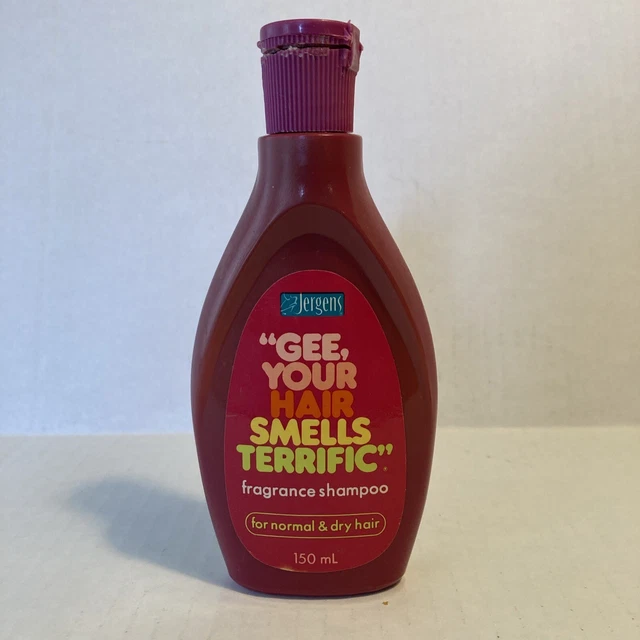 Jergens
“GEE,
YOUR
HAIR
SMELLS
TERRIFIC”
fragrance shampoo
for normal & dry hair
150 mL